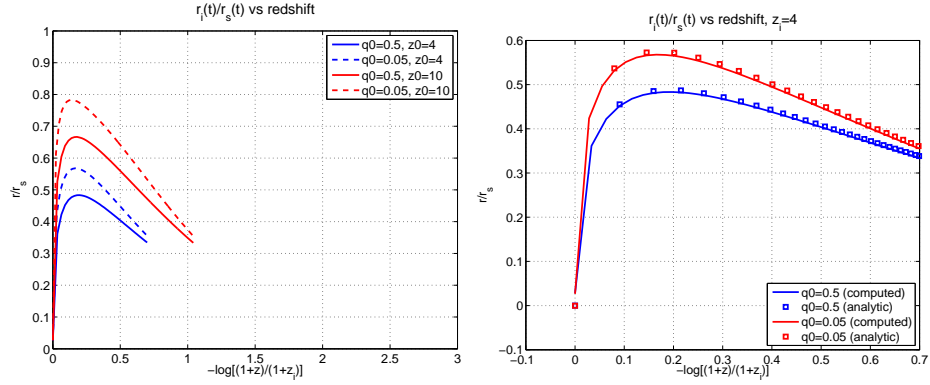 r_i(t)/r_s(t) vs redshift
r/r_s
1
0.9
0.8
0.7
0.6
0.5
0.4
0.3
0.2
0.1
0
0 0.5 1 1.5 2 2.5 3
−log[(1+z)/(1+z_i)]
q0=0.5, z0=4
q0=0.05, z0=4
q0=0.5, z0=10
q0=0.05, z0=10
r_i(t)/r_s(t) vs redshift, z_i=4
r/r_s
0.6
0.5
0.4
0.3
0.2
0.1
0
−0.1
−0.1 0 0.1 0.2 0.3 0.4 0.5 0.6 0.7
−log[(1+z)/(1+z_i)]
q0=0.5 (computed)
q0=0.5 (analytic)
q0=0.05 (computed)
q0=0.05 (analytic)